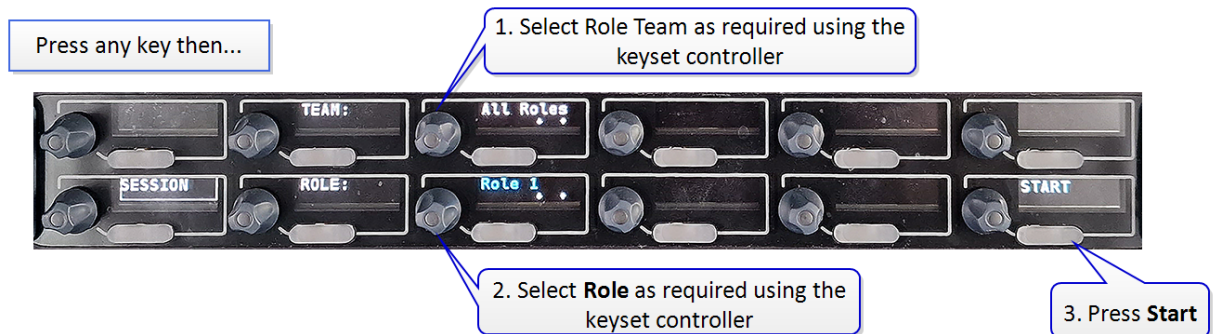 Press any key then...
1. Select Role Team as required using the
keyset controller
TEAM:
All Roles
SESSION
ROLE:
Role 1
START
2. Select Role as required using the
keyset controller
3. Press Start